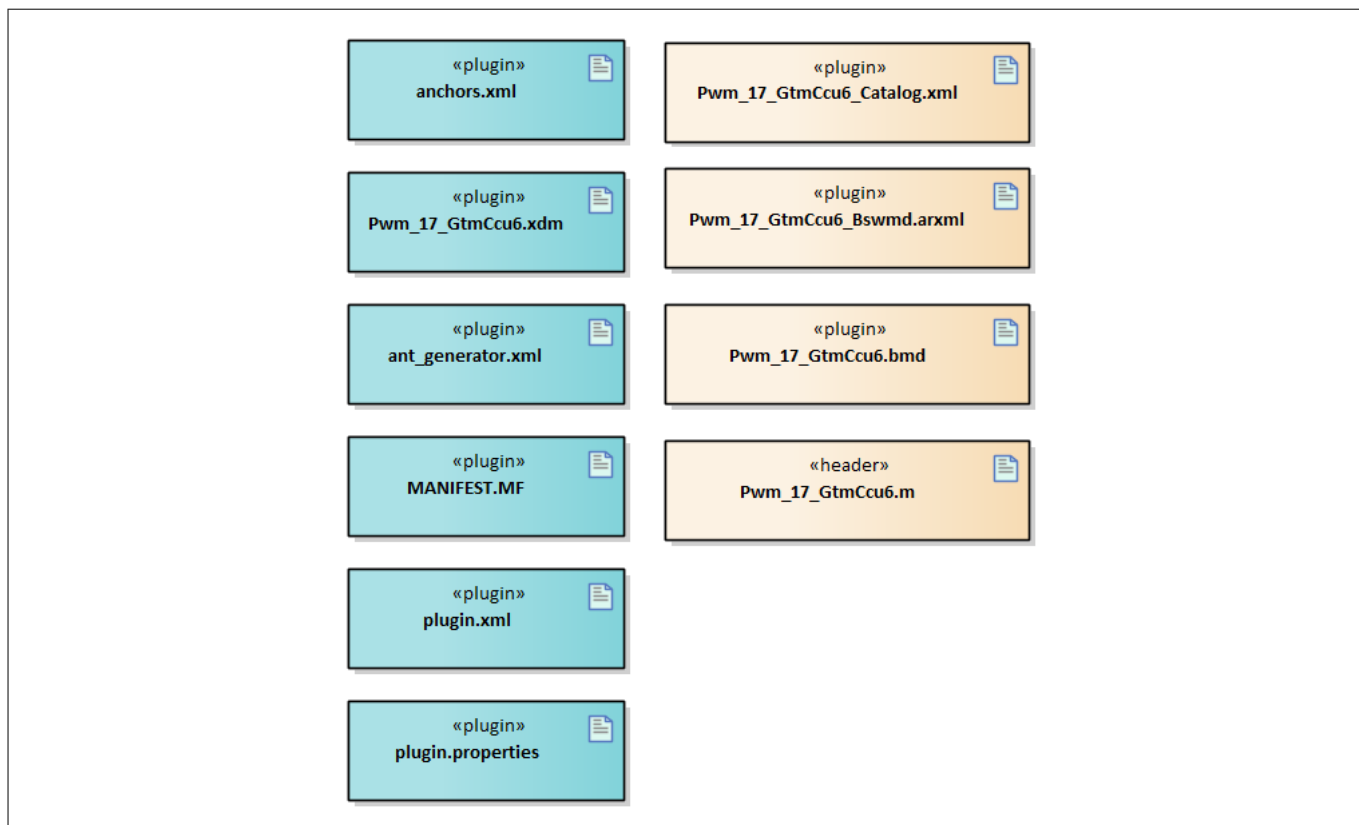 «plugin»
anchors.xml
«plugin»
Pwm_17_GtmCcu6.xdm
«plugin»
ant_generator.xml
«plugin»
MANIFEST.MF
«plugin»
plugin.xml
«plugin»
plugin.properties
«plugin»
Pwm_17_GtmCcu6_Catalog.xml
«plugin»
Pwm_17_GtmCcu6_Bswmd.arxml
«plugin»
Pwm_17_GtmCcu6.bmd
«header»
Pwm_17_GtmCcu6.m